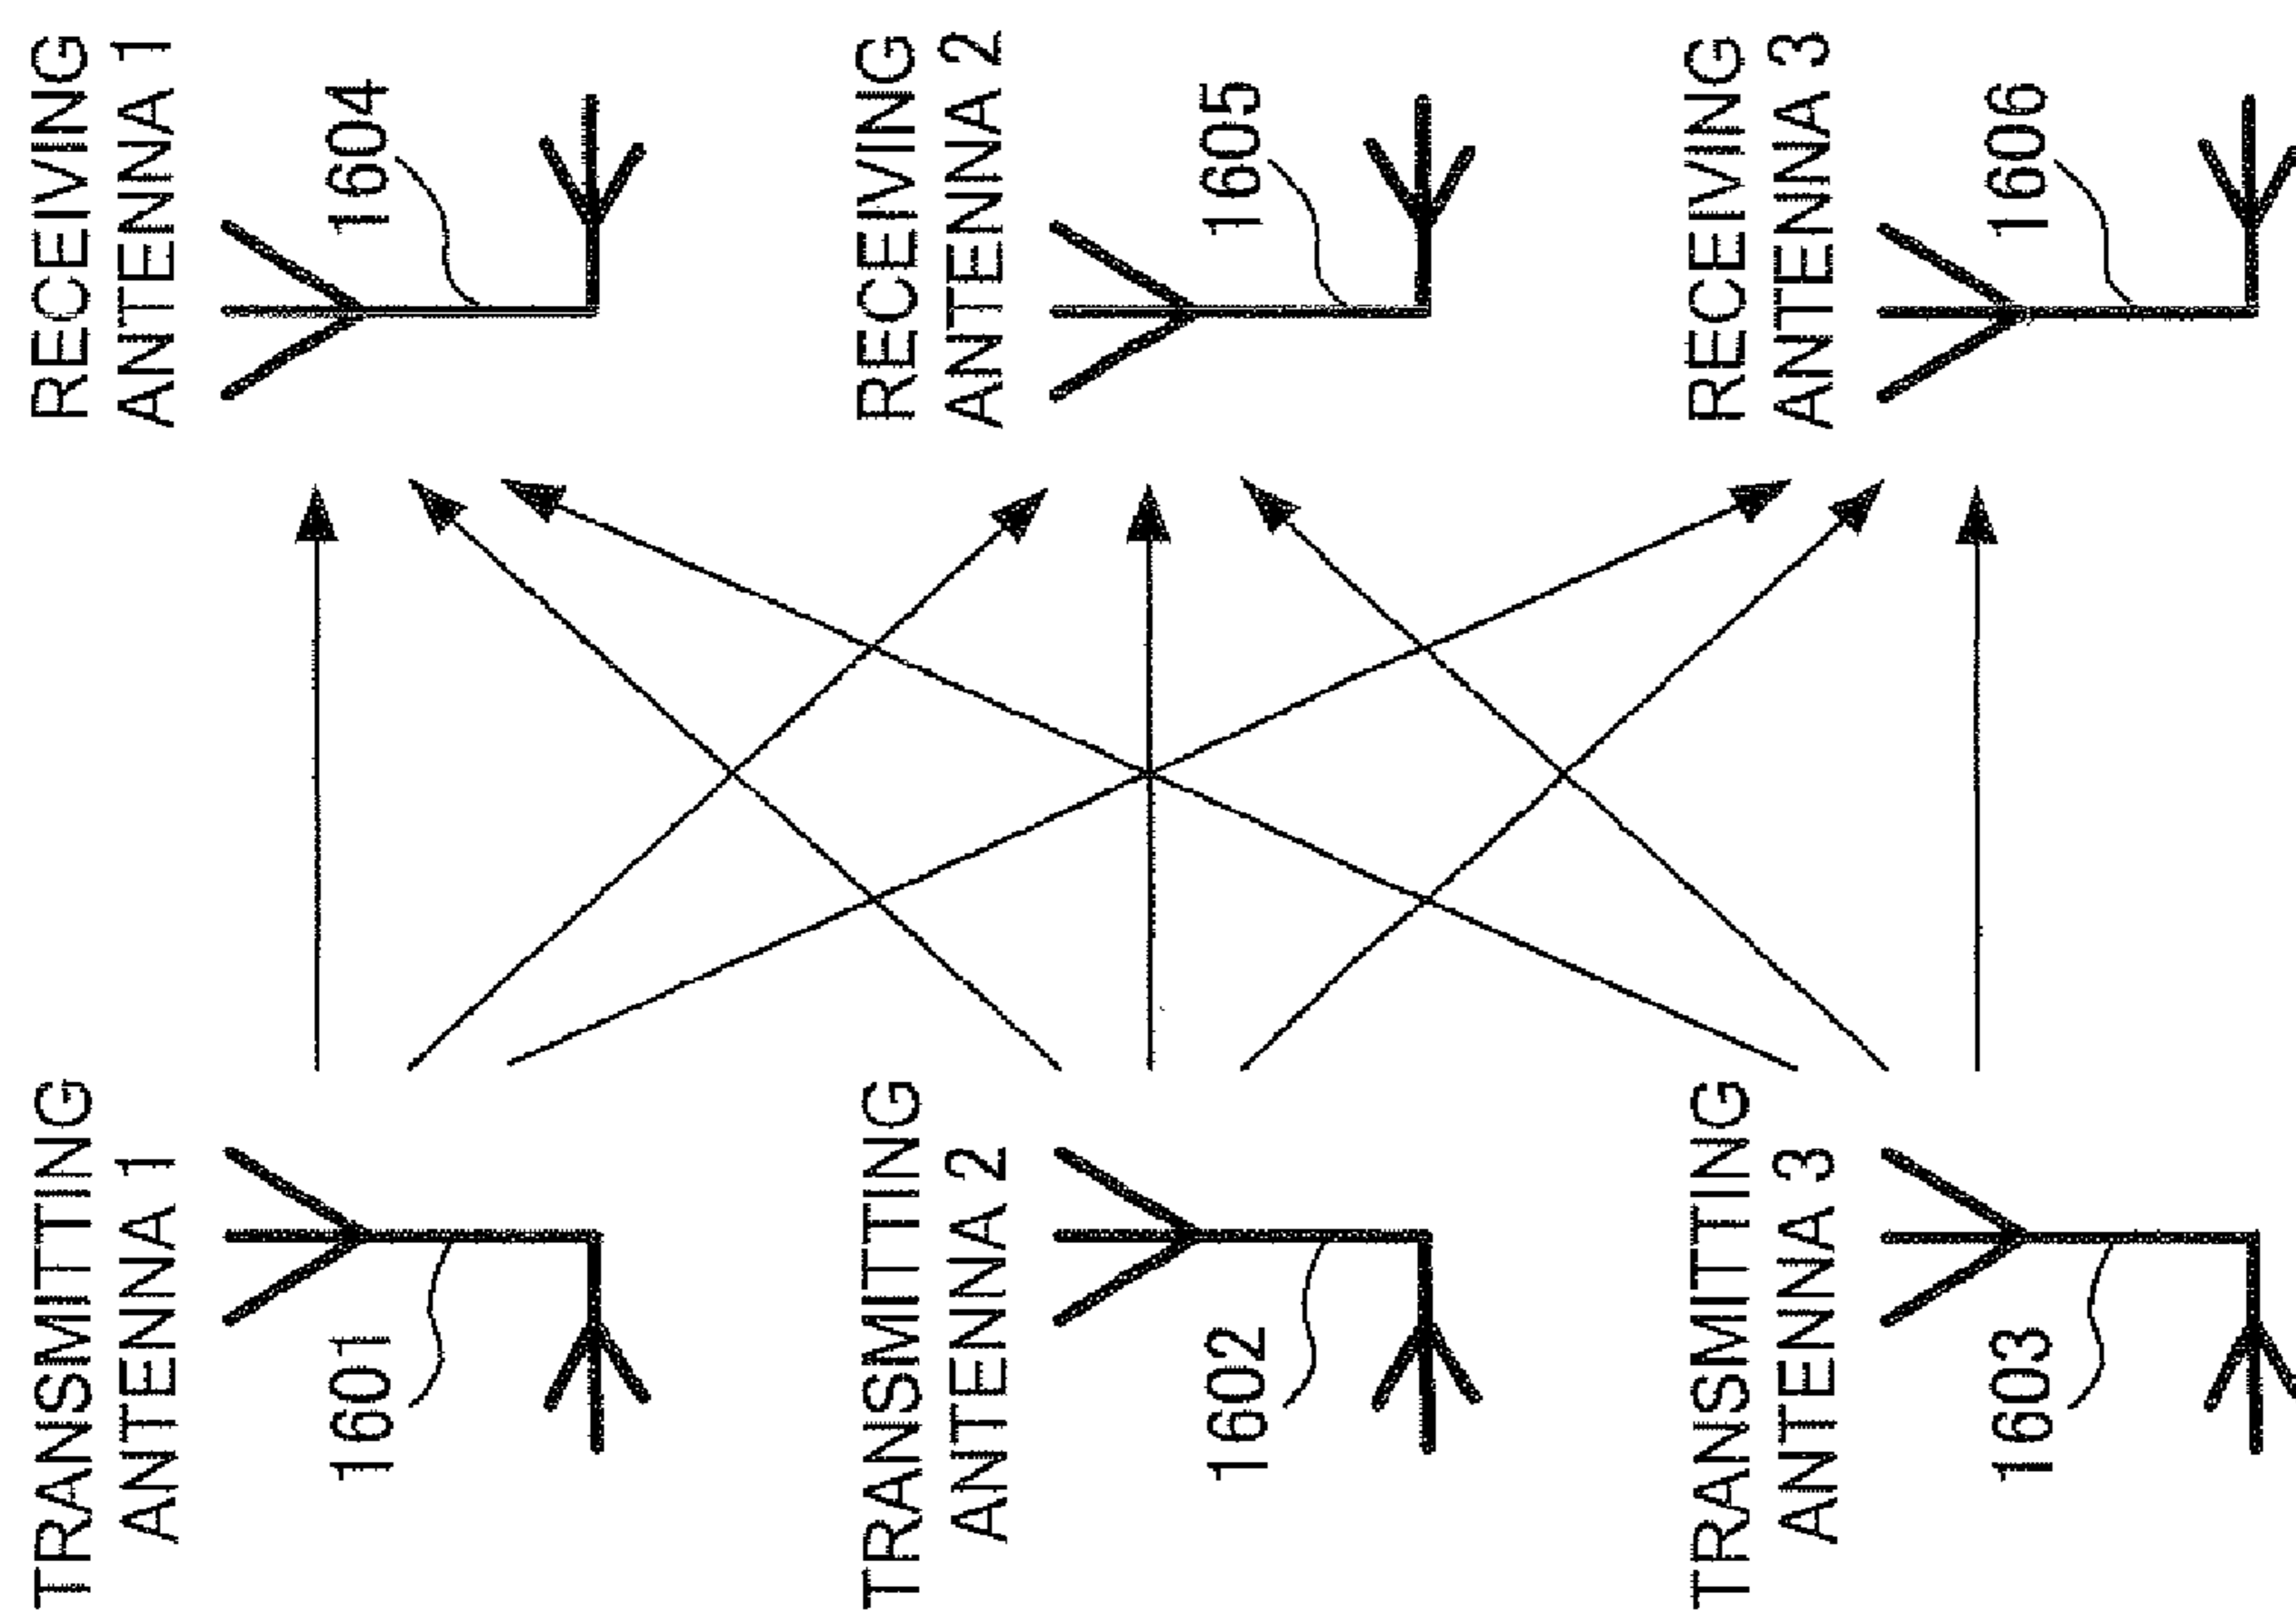 TRANSMITTING
ANTENNA 1
1601
RECEIVING
ANTENNA 1
1604
TRANSMITTING
ANTENNA 2
1602
RECEIVING
ANTENNA 2
1605
TRANSMITTING
ANTENNA 3
1603
RECEIVING
ANTENNA 3
1606